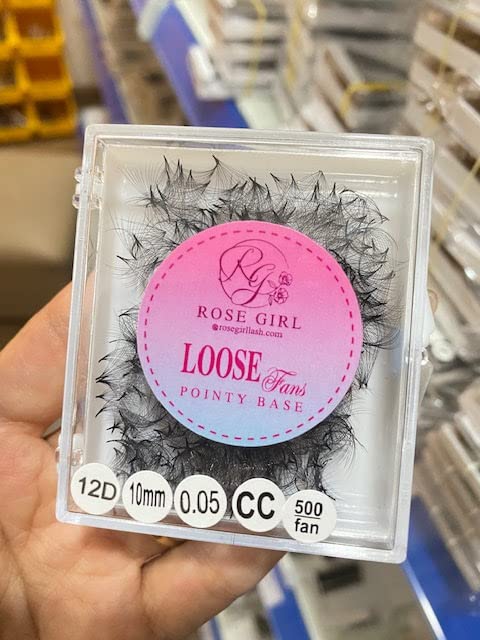 RG
ROSE GIRL
@rosegirllash.com
LOOSE Fans
POINTY BASE
12D 10mm 0.05 CC 500 fan